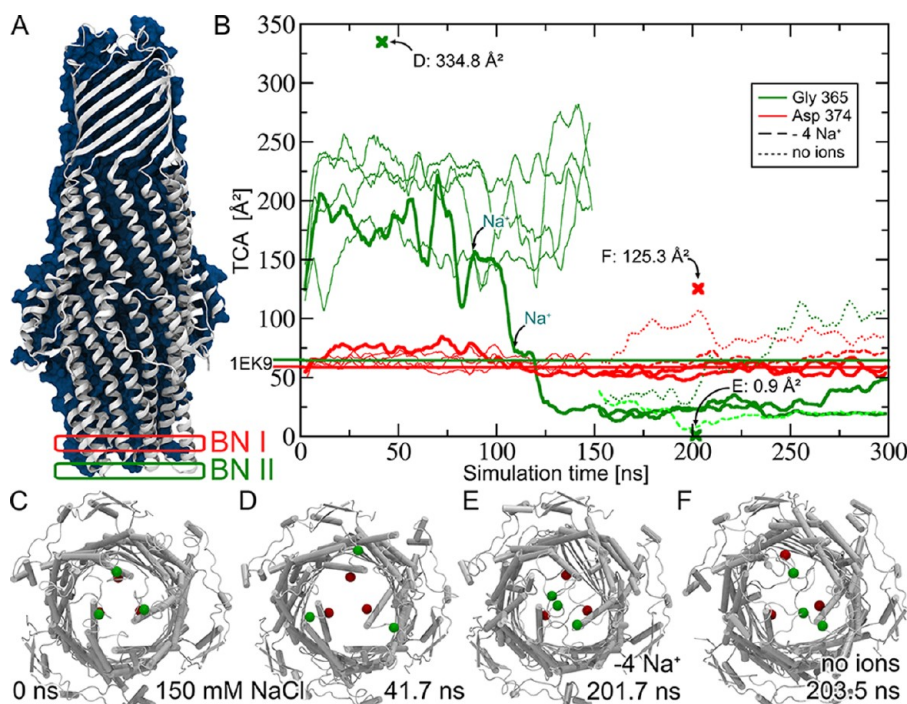 A
B
350
300
250
200
150
100
50
0
TCA [Å²]
1EK9
D: 334.8 Å²
Na⁺
Na⁺
F: 125.3 Å²
E: 0.9 Å²
Gly 365
Asp 374
- 4 Na⁺
no ions
0 50 100 150 200 250 300
Simulation time [ns]
BN I
BN II
C D E F
-4 Na⁺ no ions
0 ns 150 mM NaCl 41.7 ns 201.7 ns 203.5 ns